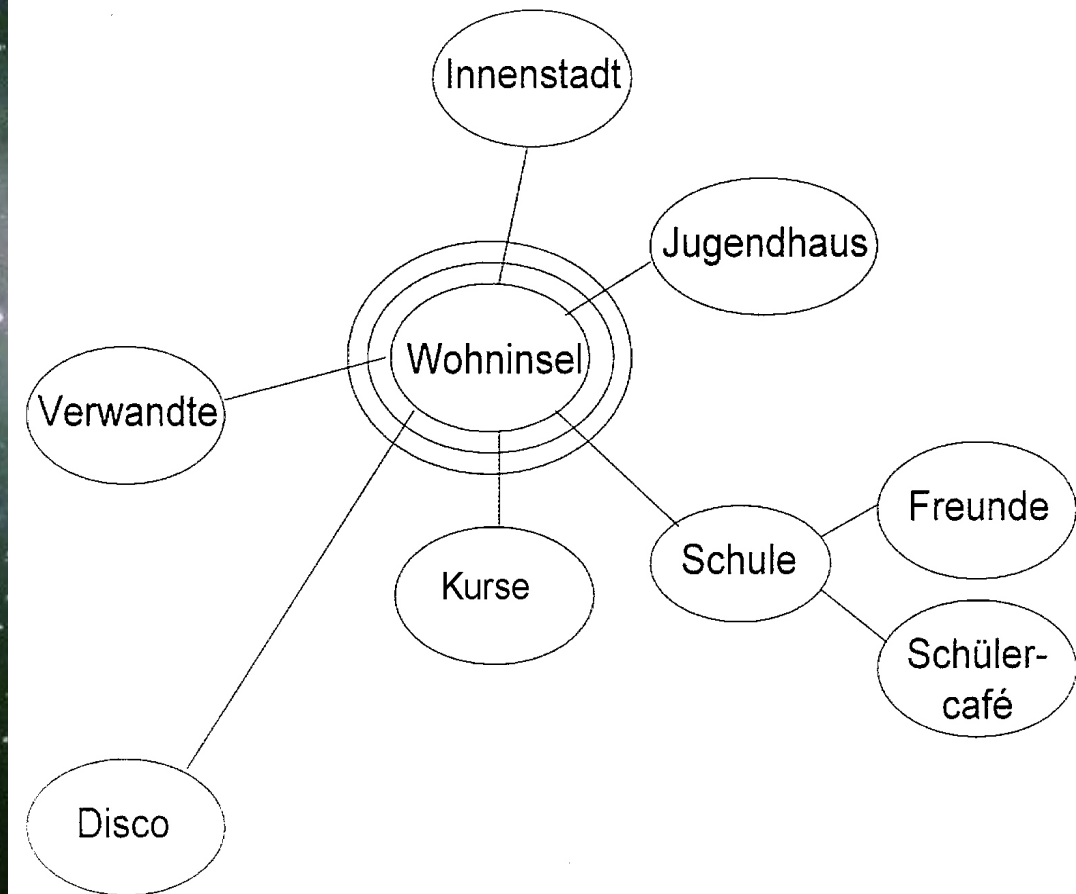 Innenstadt
Jugendhaus
Wohninsel
Verwandte
Freunde
Schule
Kurse
Schüler-
café
Disco